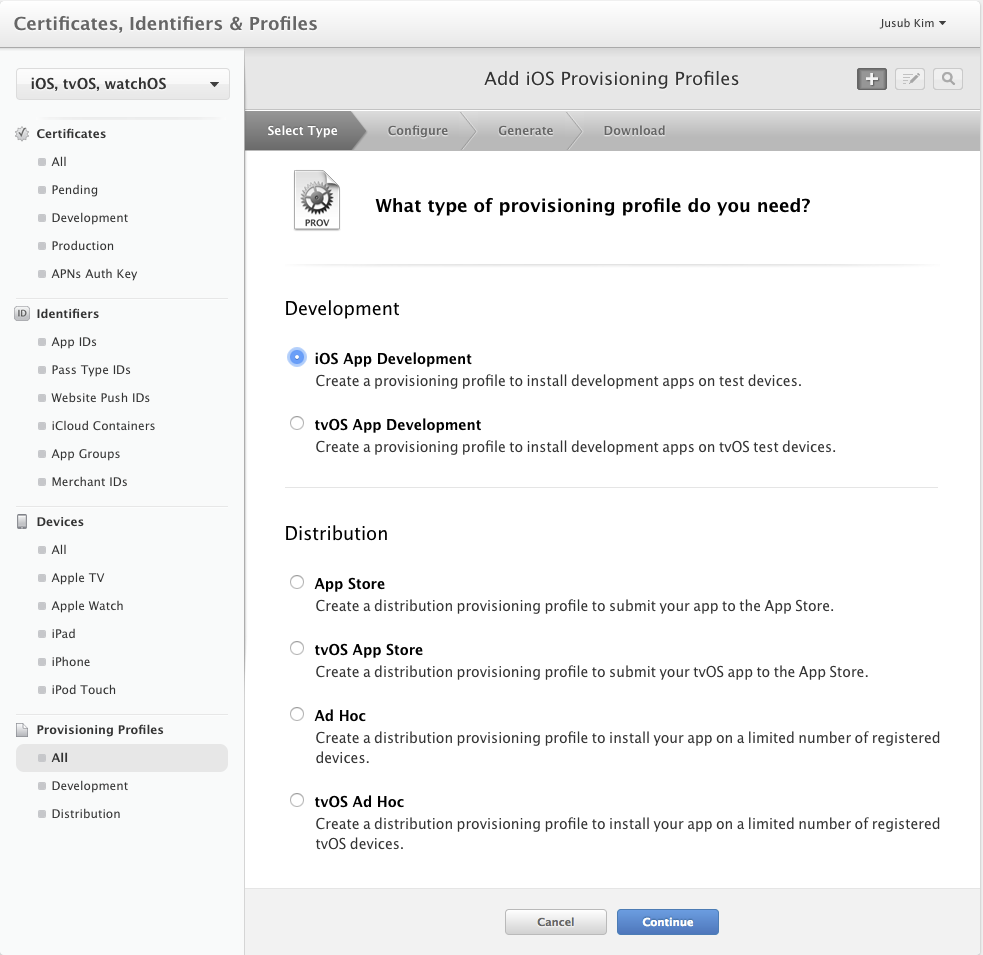 Certificates, Identifiers & Profiles
Jusub Kim
iOS, tvOS, watchOS
Certificates
All
Pending
Development
Production
APNs Auth Key
ID Identifiers
App IDs
Pass Type IDs
Website Push IDs
iCloud Containers
App Groups
Merchant IDs
Devices
All
Apple TV
Apple Watch
iPad
iPhone
iPod Touch
Provisioning Profiles
All
Development
Distribution
Add iOS Provisioning Profiles
Select Type Configure Generate Download
PROV
What type of provisioning profile do you need?
Development
iOS App Development
Create a provisioning profile to install development apps on test devices.
tvOS App Development
Create a provisioning profile to install development apps on tvOS test devices.
Distribution
App Store
Create a distribution provisioning profile to submit your app to the App Store.
tvOS App Store
Create a distribution provisioning profile to submit your tvOS app to the App Store.
Ad Hoc
Create a distribution provisioning profile to install your app on a limited number of registered
devices.
tvOS Ad Hoc
Create a distribution provisioning profile to install your app on a limited number of registered
tvOS devices.
Cancel Continue